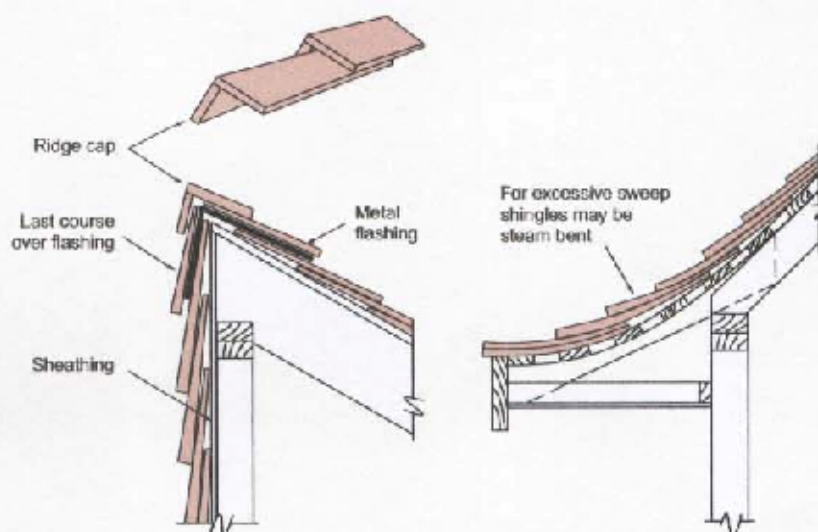 Ridge cap
Last course
over flashing
Metal
flashing
Sheathing
For excessive sweep
shingles may be
steam bent